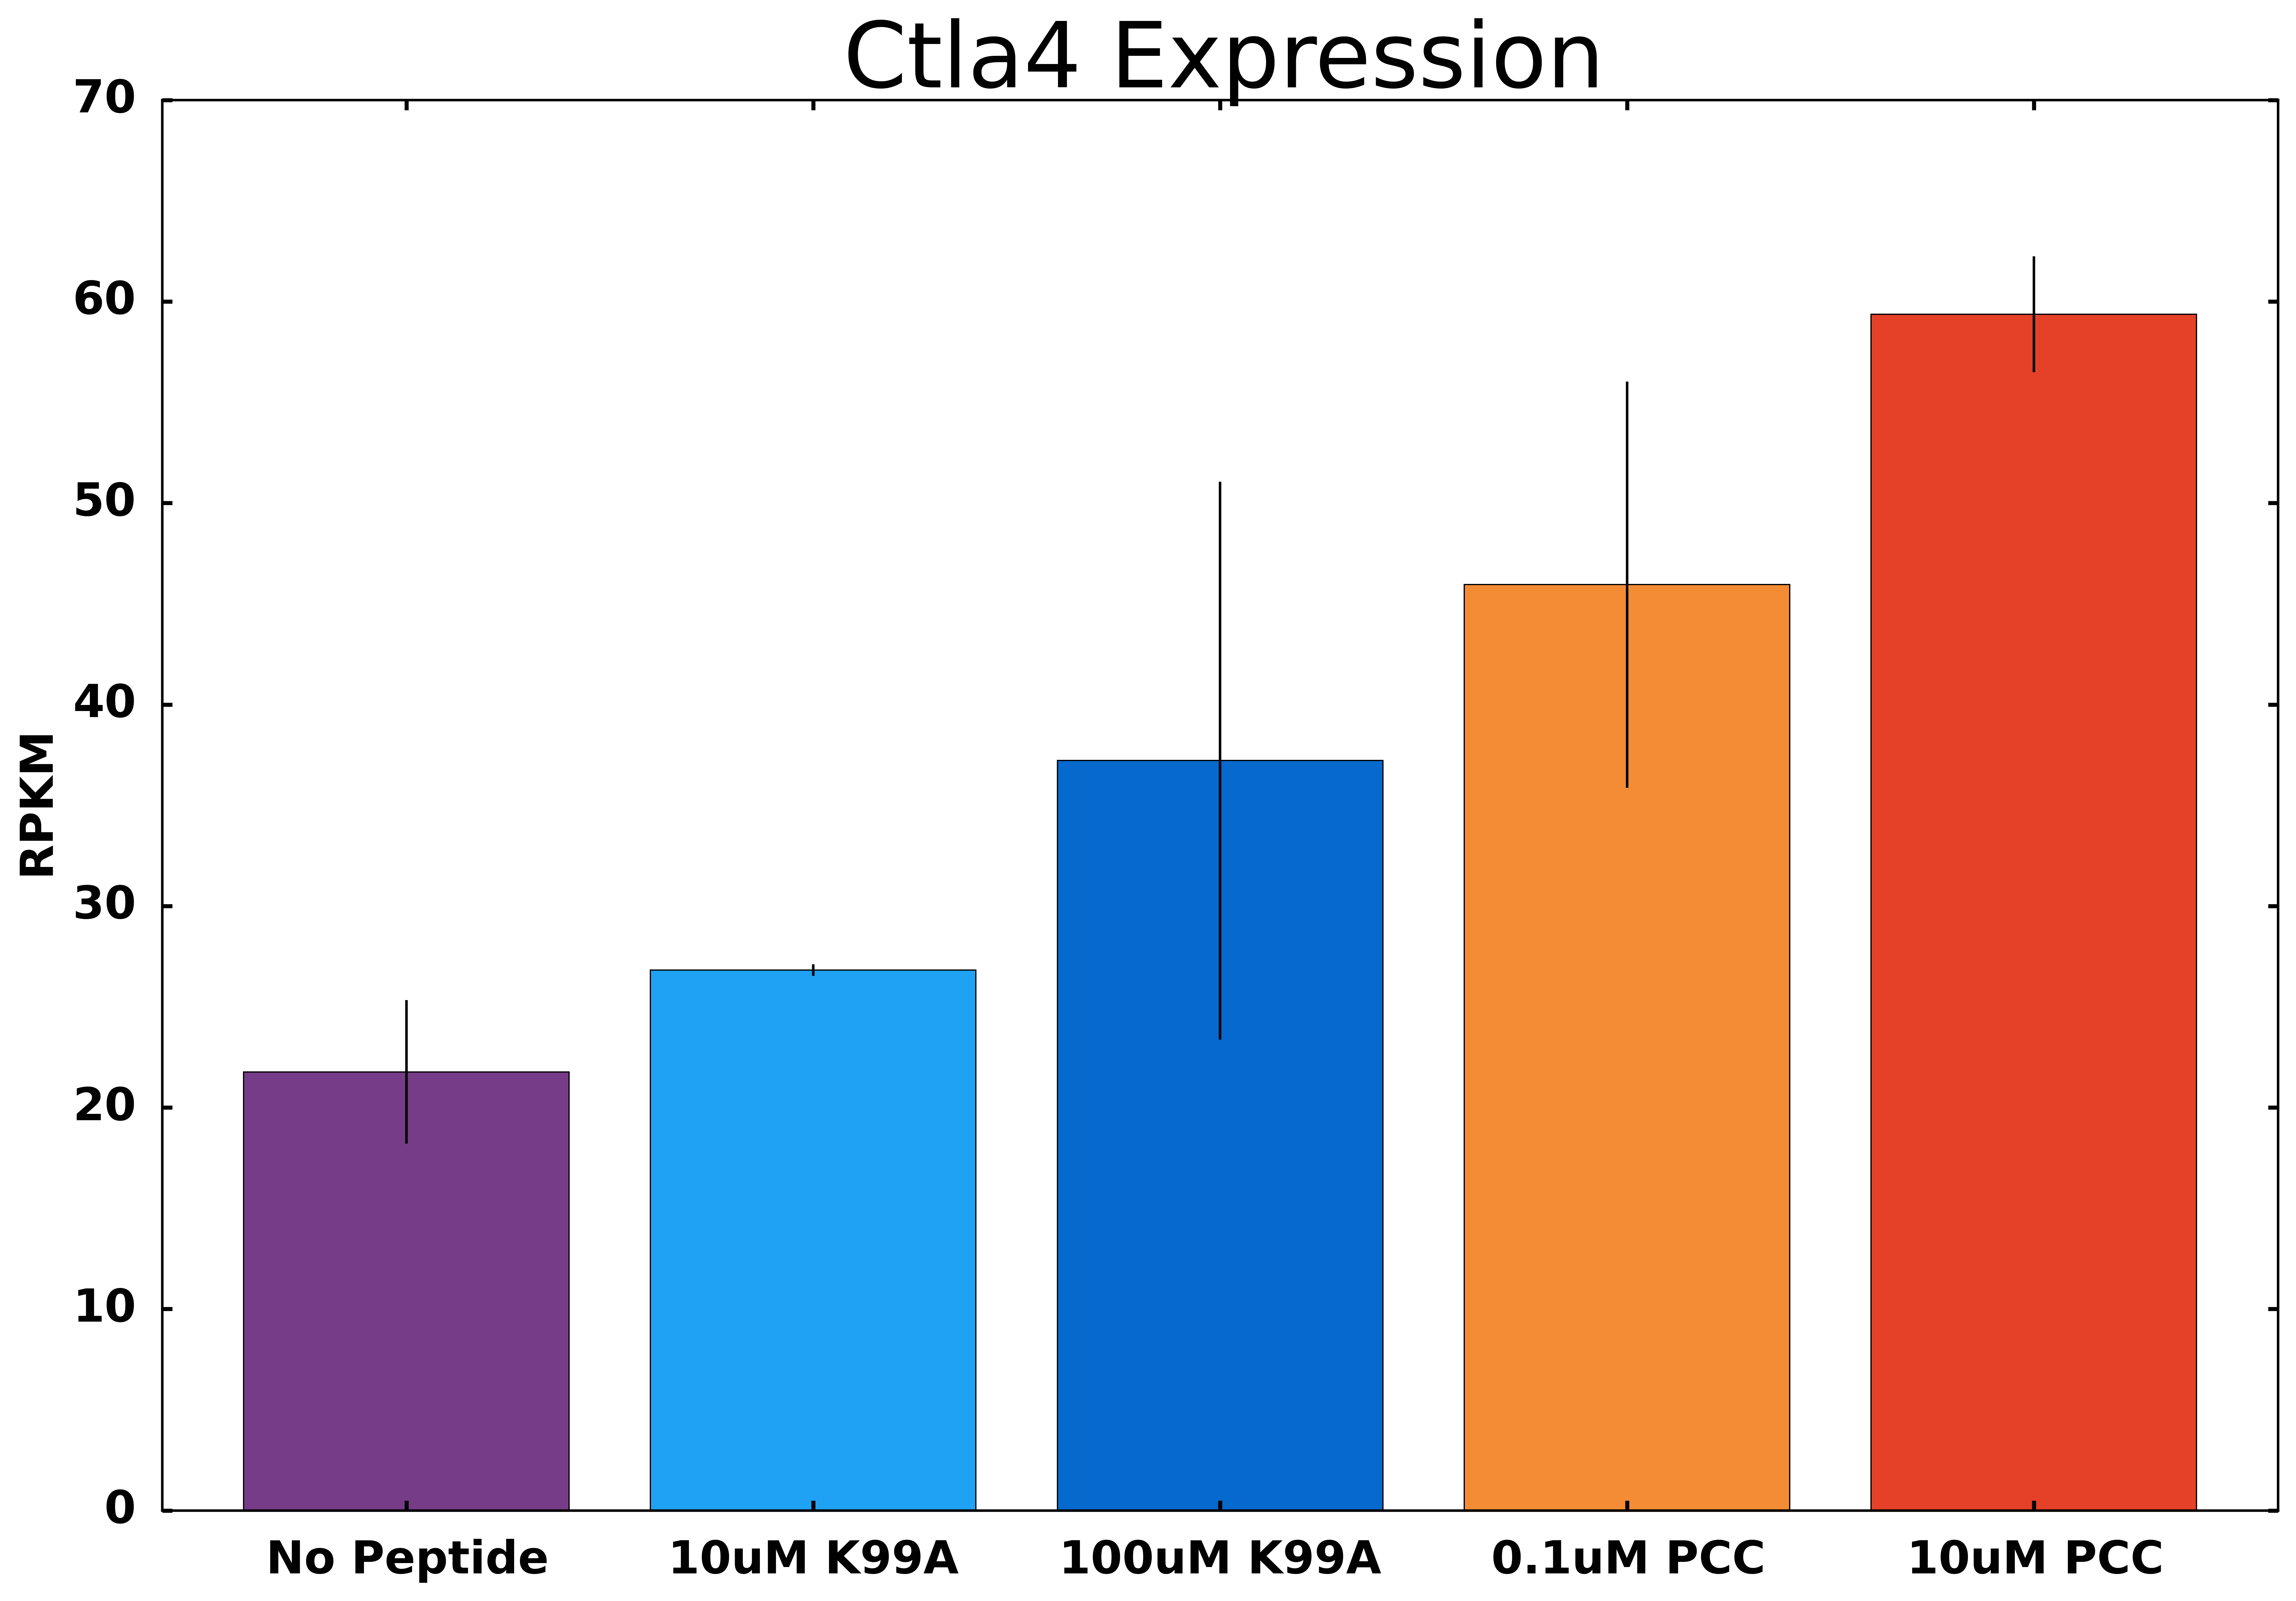 Ctla4 Expression
70
60
50
40
30
20
10
0
RPKM
No Peptide
10uM K99A
100uM K99A
0.1uM PCC
10uM PCC